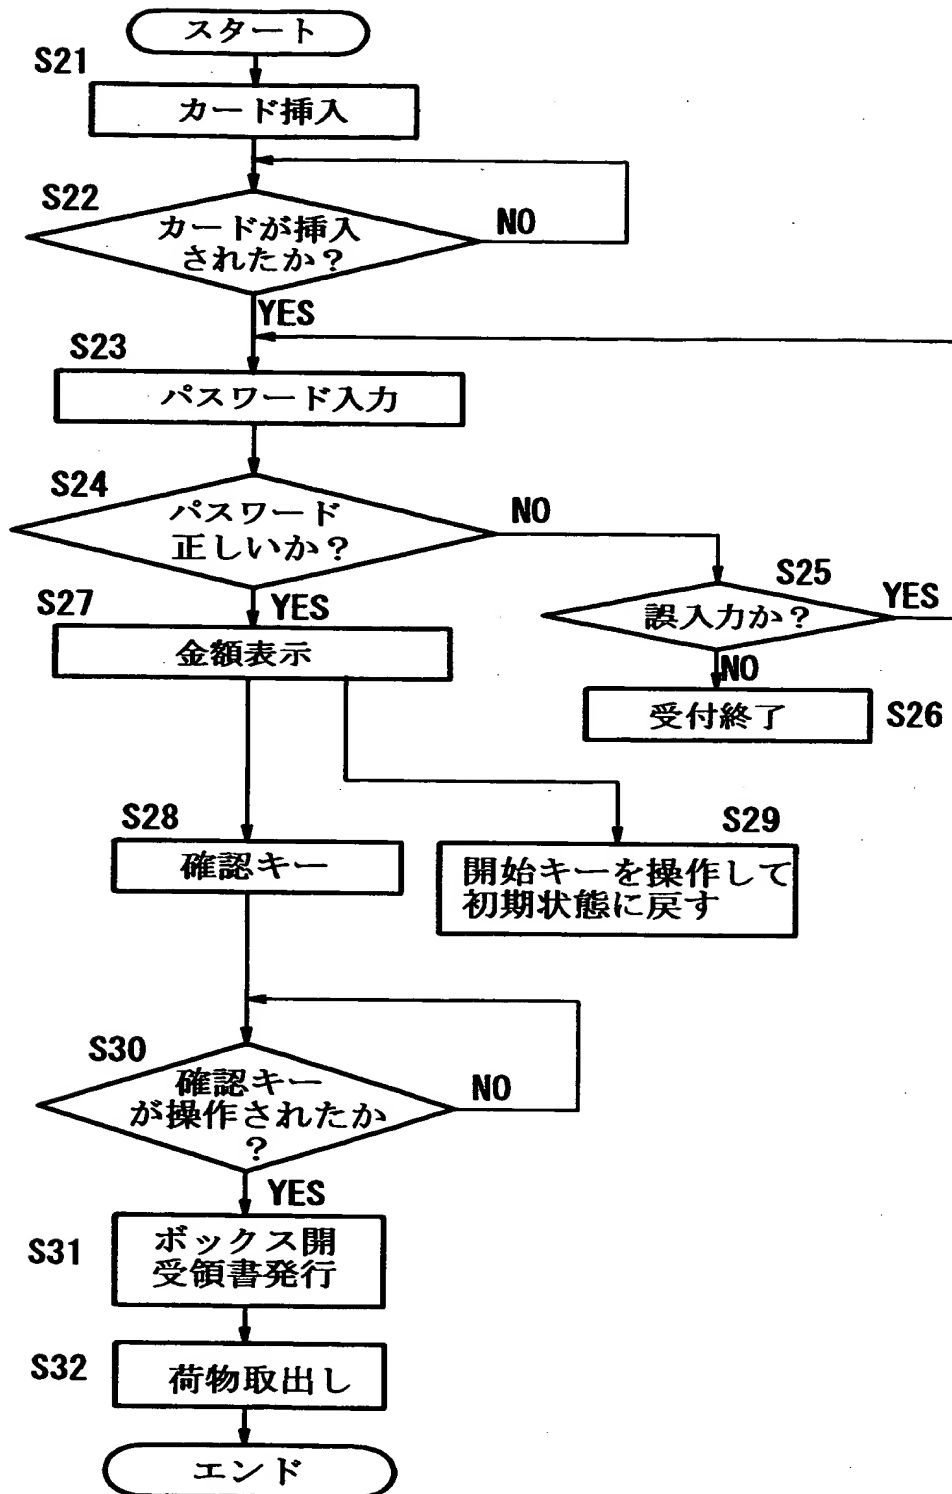 スタート
S21
カード挿入
S22
カードが挿入
されたか?
NO
YES
S23
パスワード入力
S24
パスワード
正しいか?
NO
YES
S25
誤入力か?
YES
NO
S26
受付終了
S27
金額表示
S28
確認キー
S29
開始キーを操作して
初期状態に戻す
S30
確認キー
が操作されたか
?
NO
YES
S31
ボックス開
受領書発行
S32
荷物取出し
エンド